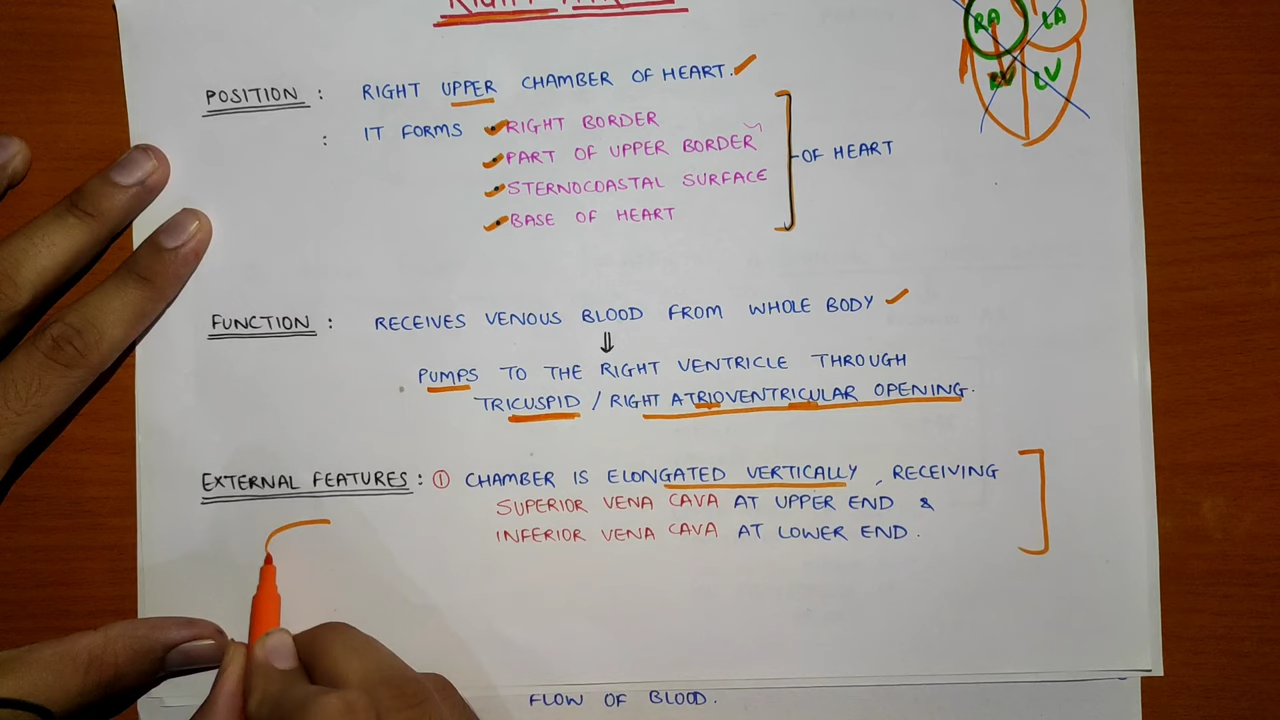 RIGHT
RA LA
RV LV
POSITION : RIGHT UPPER CHAMBER OF HEART.
: IT FORMS • RIGHT BORDER
• PART OF UPPER BORDER
• STERNOCOASTAL SURFACE
• BASE OF HEART
OF HEART
FUNCTION : RECEIVES VENOUS BLOOD FROM WHOLE BODY
⇓
PUMPS TO THE RIGHT VENTRICLE THROUGH
TRICUSPID / RIGHT ATRIOVENTRICULAR OPENING.
EXTERNAL FEATURES : ① CHAMBER IS ELONGATED VERTICALLY, RECEIVING
SUPERIOR VENA CAVA AT UPPER END &
INFERIOR VENA CAVA AT LOWER END.
FLOW OF BLOOD.